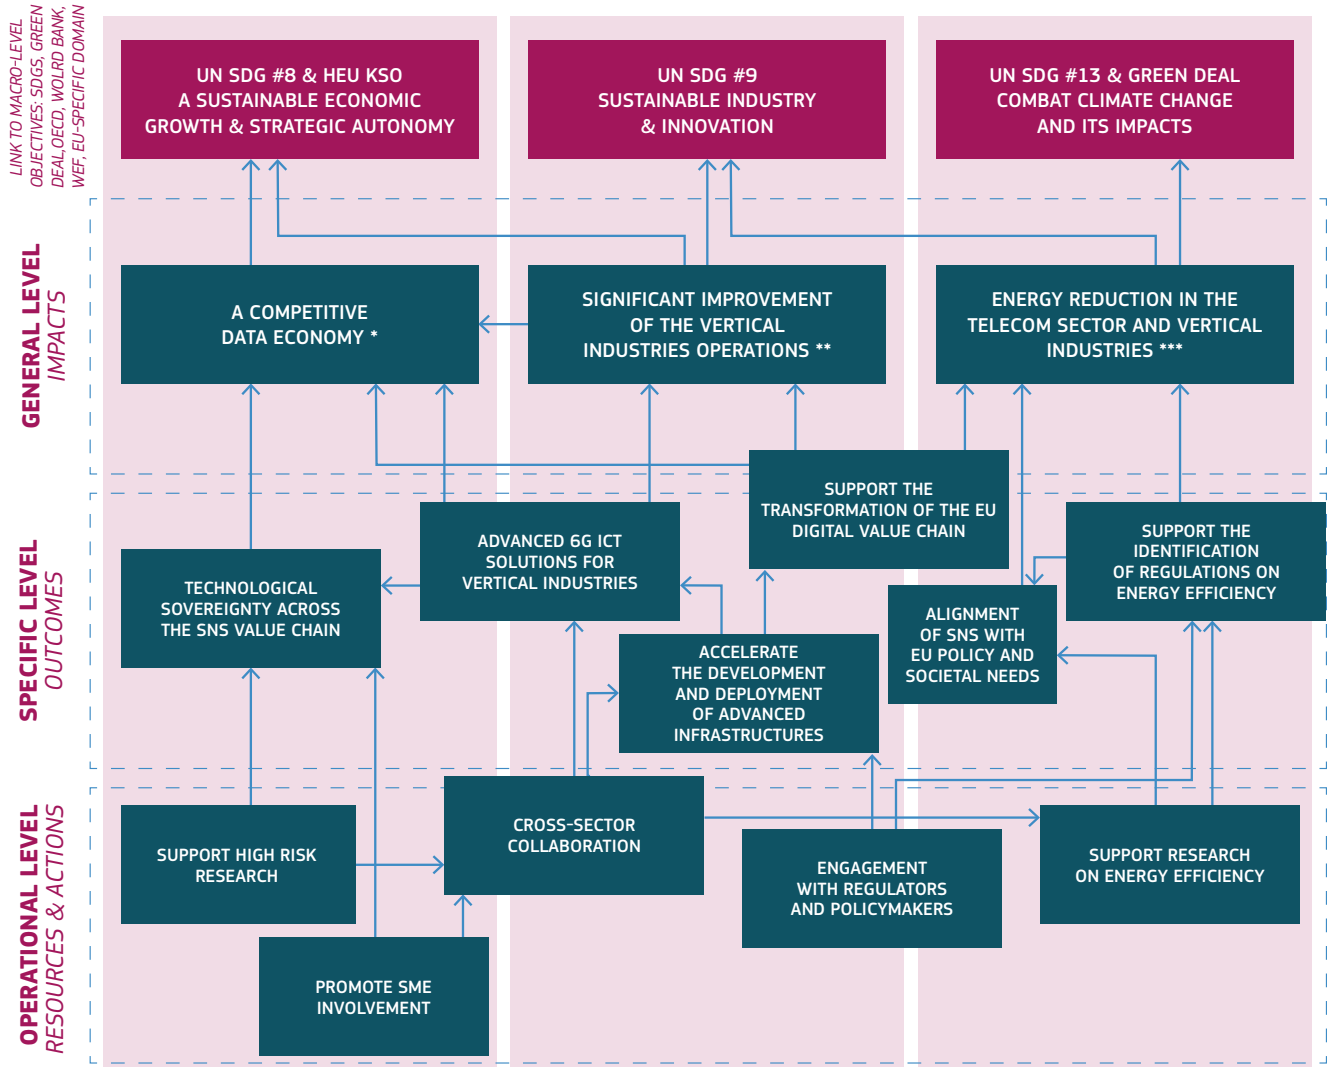 LINK TO MACRO-LEVEL
OBJECTIVES: SDGS, GREEN
DEAL,OECD, WOLRD BANK,
WEF, EU-SPECIFIC DOMAIN
UN SDG #8 & HEU KSO
A SUSTAINABLE ECONOMIC
GROWTH & STRATEGIC AUTONOMY
UN SDG #9
SUSTAINABLE INDUSTRY
& INNOVATION
UN SDG #13 & GREEN DEAL
COMBAT CLIMATE CHANGE
AND ITS IMPACTS
GENERAL LEVEL
IMPACTS
A COMPETITIVE
DATA ECONOMY *
SIGNIFICANT IMPROVEMENT
OF THE VERTICAL
INDUSTRIES OPERATIONS **
ENERGY REDUCTION IN THE
TELECOM SECTOR AND VERTICAL
INDUSTRIES ***
SPECIFIC LEVEL
OUTCOMES
TECHNOLOGICAL
SOVEREIGNTY ACROSS
THE SNS VALUE CHAIN
ADVANCED 6G ICT
SOLUTIONS FOR
VERTICAL INDUSTRIES
SUPPORT THE
TRANSFORMATION OF THE EU
DIGITAL VALUE CHAIN
ACCELERATE
THE DEVELOPMENT
AND DEPLOYMENT
OF ADVANCED
INFRASTRUCTURES
ALIGNMENT
OF SNS WITH
EU POLICY AND
SOCIETAL NEEDS
SUPPORT THE
IDENTIFICATION
OF REGULATIONS ON
ENERGY EFFICIENCY
OPERATIONAL LEVEL
RESOURCES & ACTIONS
SUPPORT HIGH RISK
RESEARCH
PROMOTE SME
INVOLVEMENT
CROSS-SECTOR
COLLABORATION
ENGAGEMENT
WITH REGULATORS
AND POLICYMAKERS
SUPPORT RESEARCH
ON ENERGY EFFICIENCY